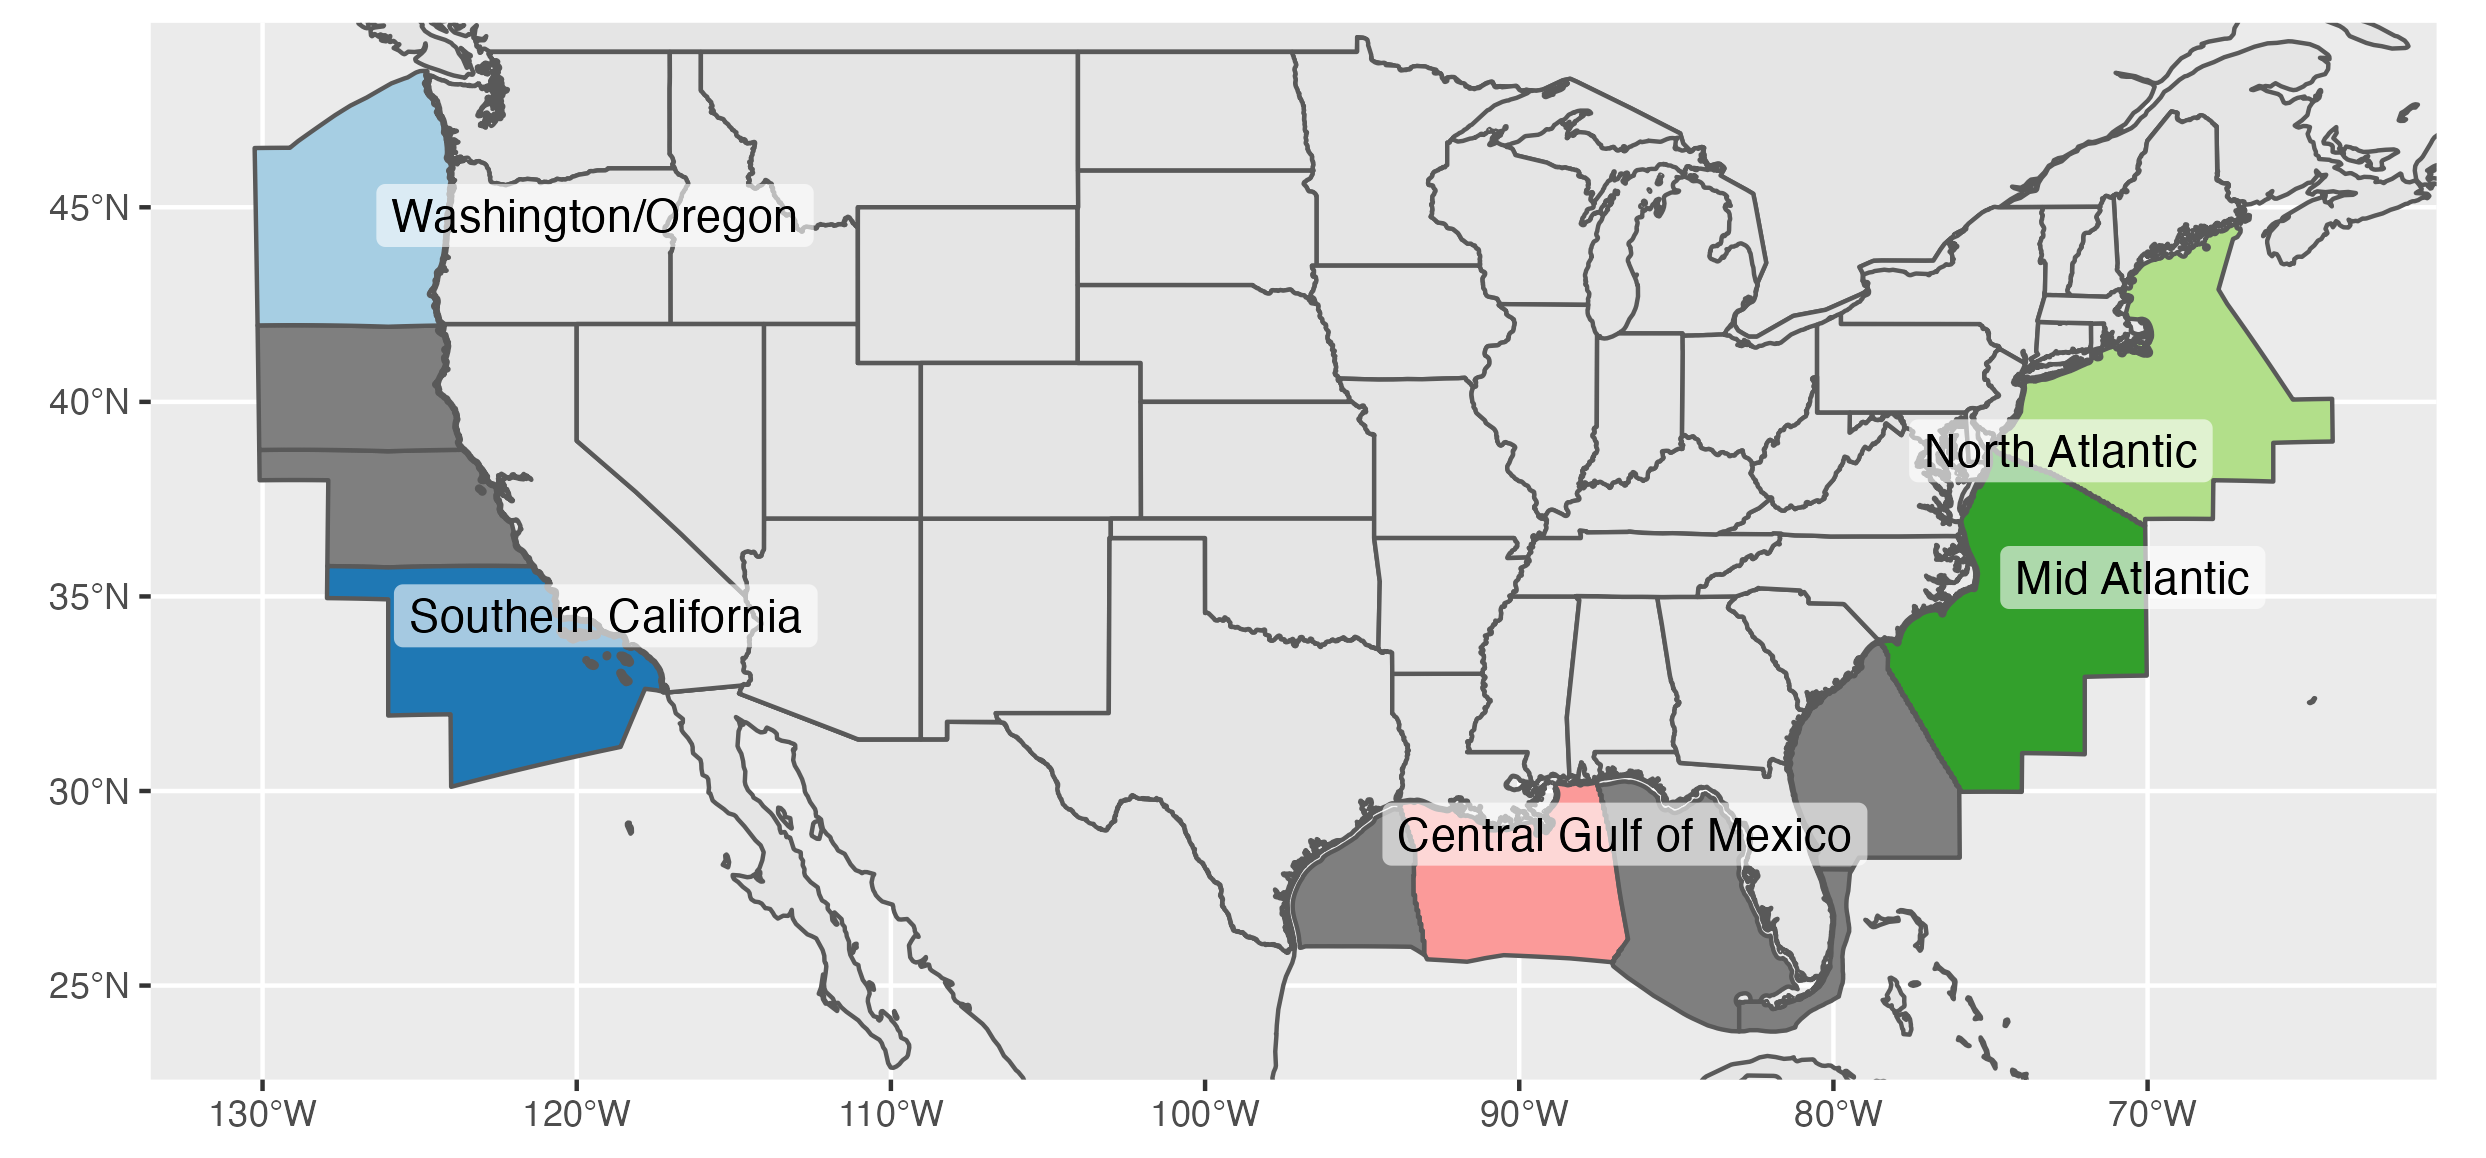 45°N
Washington/Oregon
40°N
North Atlantic
35°N
Southern California
Mid Atlantic
30°N
Central Gulf of Mexico
25°N
130°W
120°W
110°W
100°W
90°W
80°W
70°W